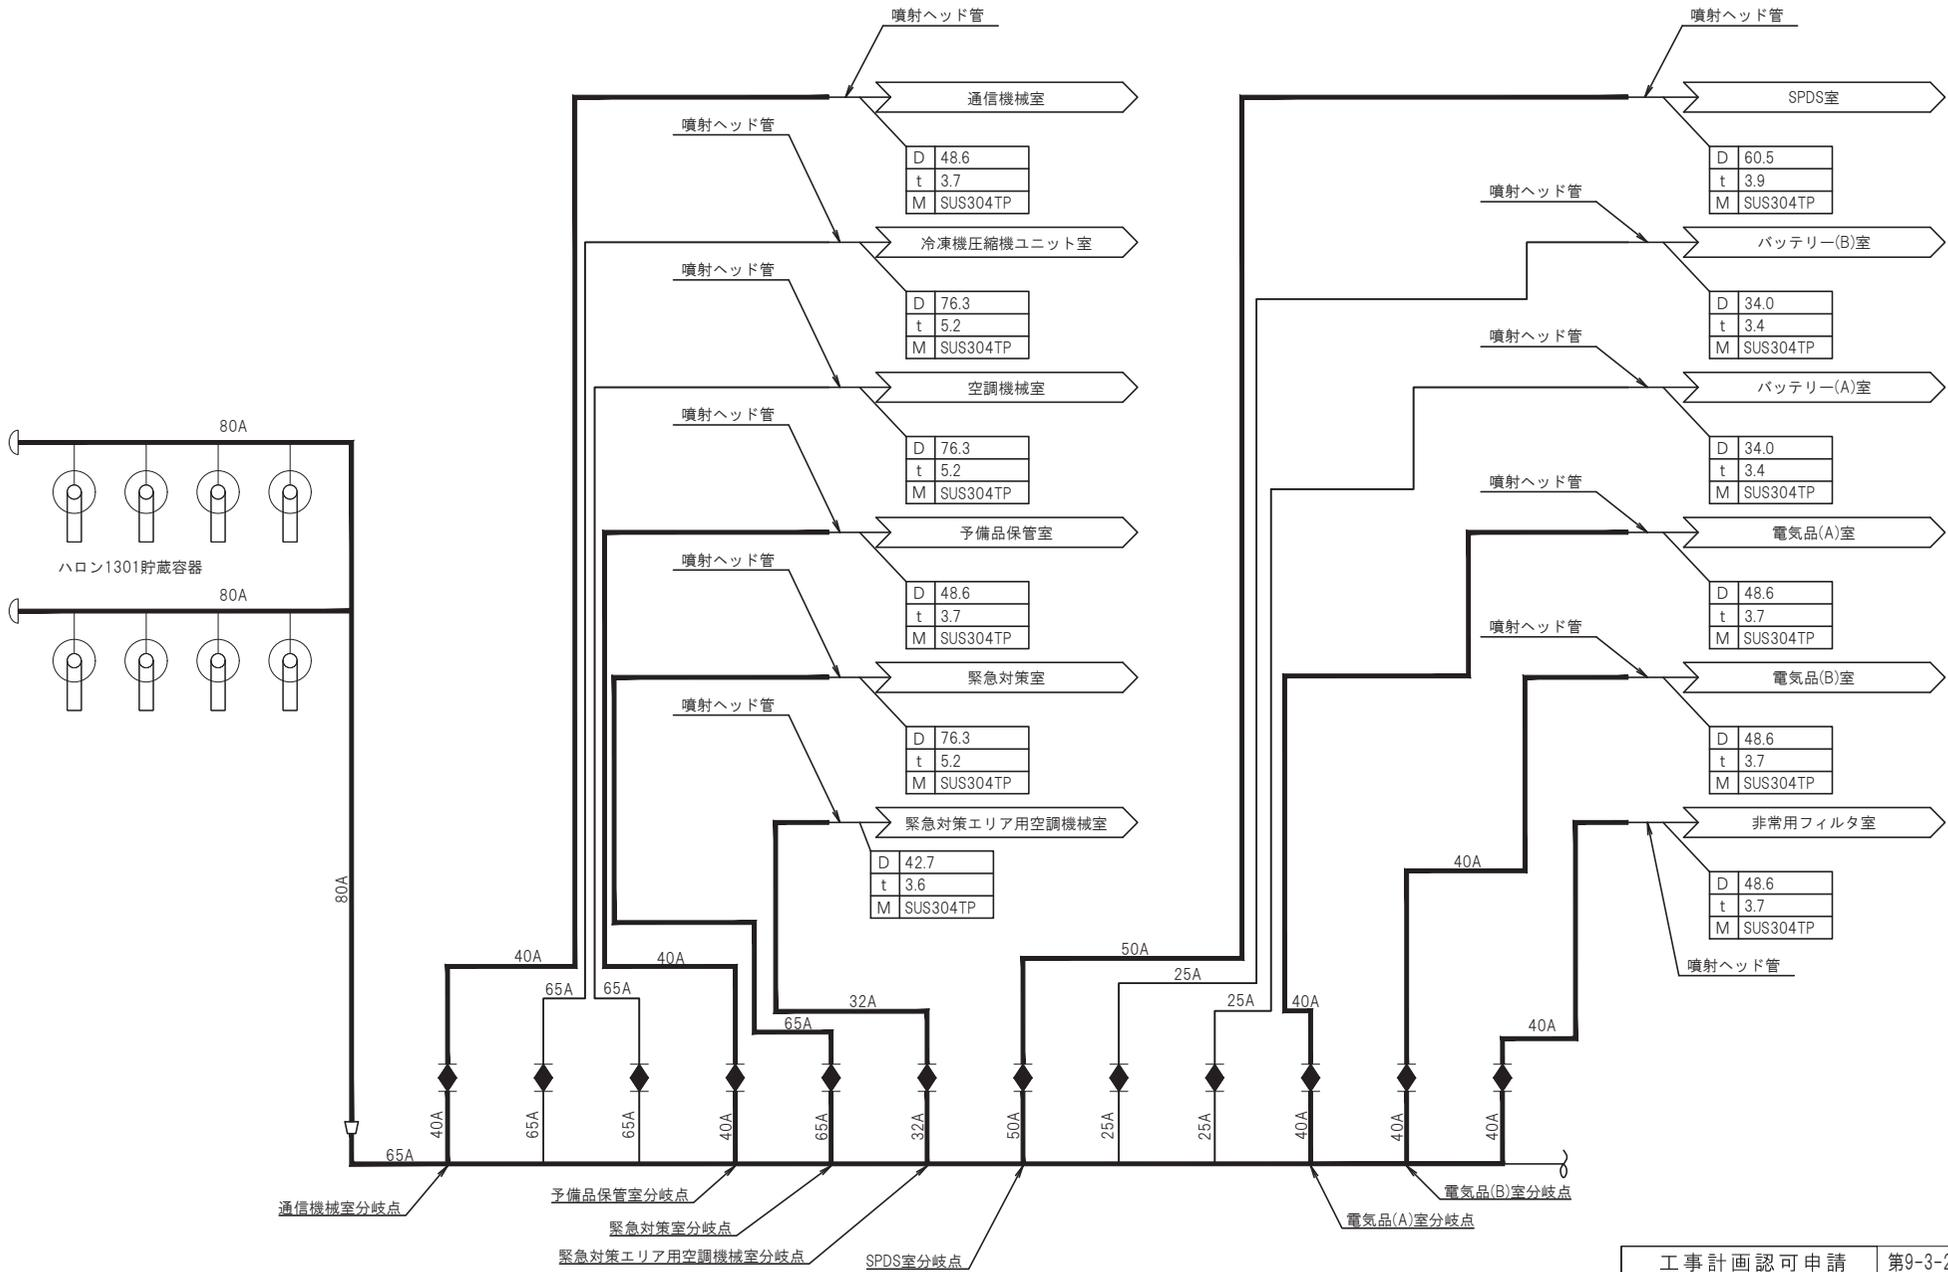 噴射ヘッド管
通信機械室
D 48.6
t 3.7
M SUS304TP
噴射ヘッド管
冷凍機圧縮機ユニット室
D 76.3
t 5.2
M SUS304TP
噴射ヘッド管
空調機械室
D 76.3
t 5.2
M SUS304TP
噴射ヘッド管
予備品保管室
D 48.6
t 3.7
M SUS304TP
噴射ヘッド管
緊急対策室
D 76.3
t 5.2
M SUS304TP
噴射ヘッド管
緊急対策エリア用空調機械室
D 42.7
t 3.6
M SUS304TP
噴射ヘッド管
SPDS室
D 60.5
t 3.9
M SUS304TP
噴射ヘッド管
バッテリー(B)室
D 34.0
t 3.4
M SUS304TP
噴射ヘッド管
バッテリー(A)室
D 34.0
t 3.4
M SUS304TP
噴射ヘッド管
電気品(A)室
D 48.6
t 3.7
M SUS304TP
噴射ヘッド管
電気品(B)室
D 48.6
t 3.7
M SUS304TP
非常用フィルタ室
D 48.6
t 3.7
M SUS304TP
噴射ヘッド管
80A
ハロン1301貯蔵容器
80A
80A
40A
65A
65A
40A
65A
32A
50A
25A
25A
40A
40A
40A
40A
65A
65A
40A
65A
32A
50A
25A
25A
40A
40A
40A
65A
通信機械室分岐点
予備品保管室分岐点
緊急対策室分岐点
緊急対策エリア用空調機械室分岐点
SPDS室分岐点
電気品(A)室分岐点
電気品(B)室分岐点
工事計画認可申請 第9-3-2